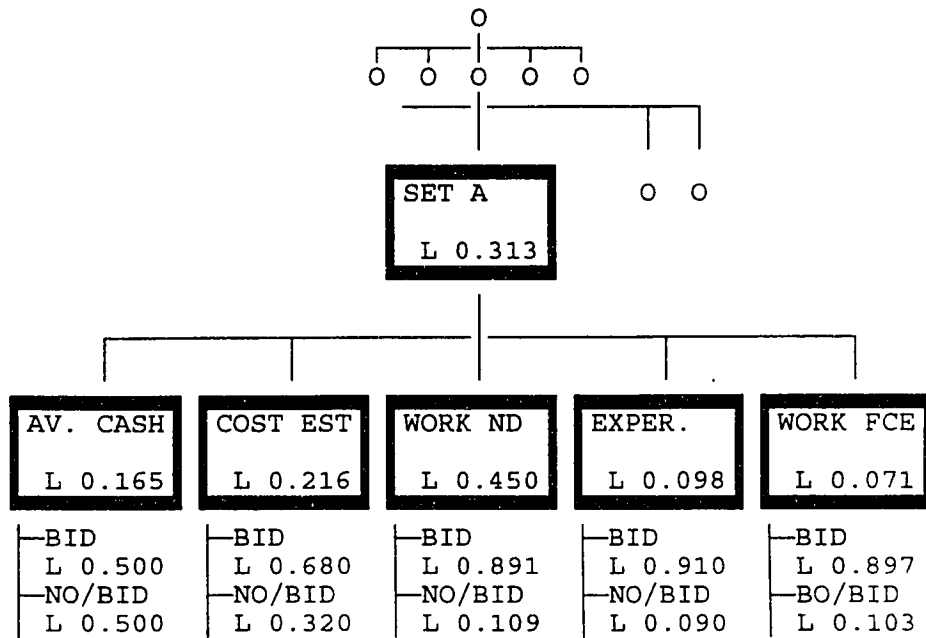 O
O O O O O
SET A
O O
L 0.313
AV. CASH COST EST WORK ND EXPER. WORK FCE
L 0.165 L 0.216 L 0.450 L 0.098 L 0.071
BID BID BID BID BID
L 0.500 L 0.680 L 0.891 L 0.910 L 0.897
NO/BID NO/BID NO/BID NO/BID BO/BID
L 0.500 L 0.320 L 0.109 L 0.090 L 0.103